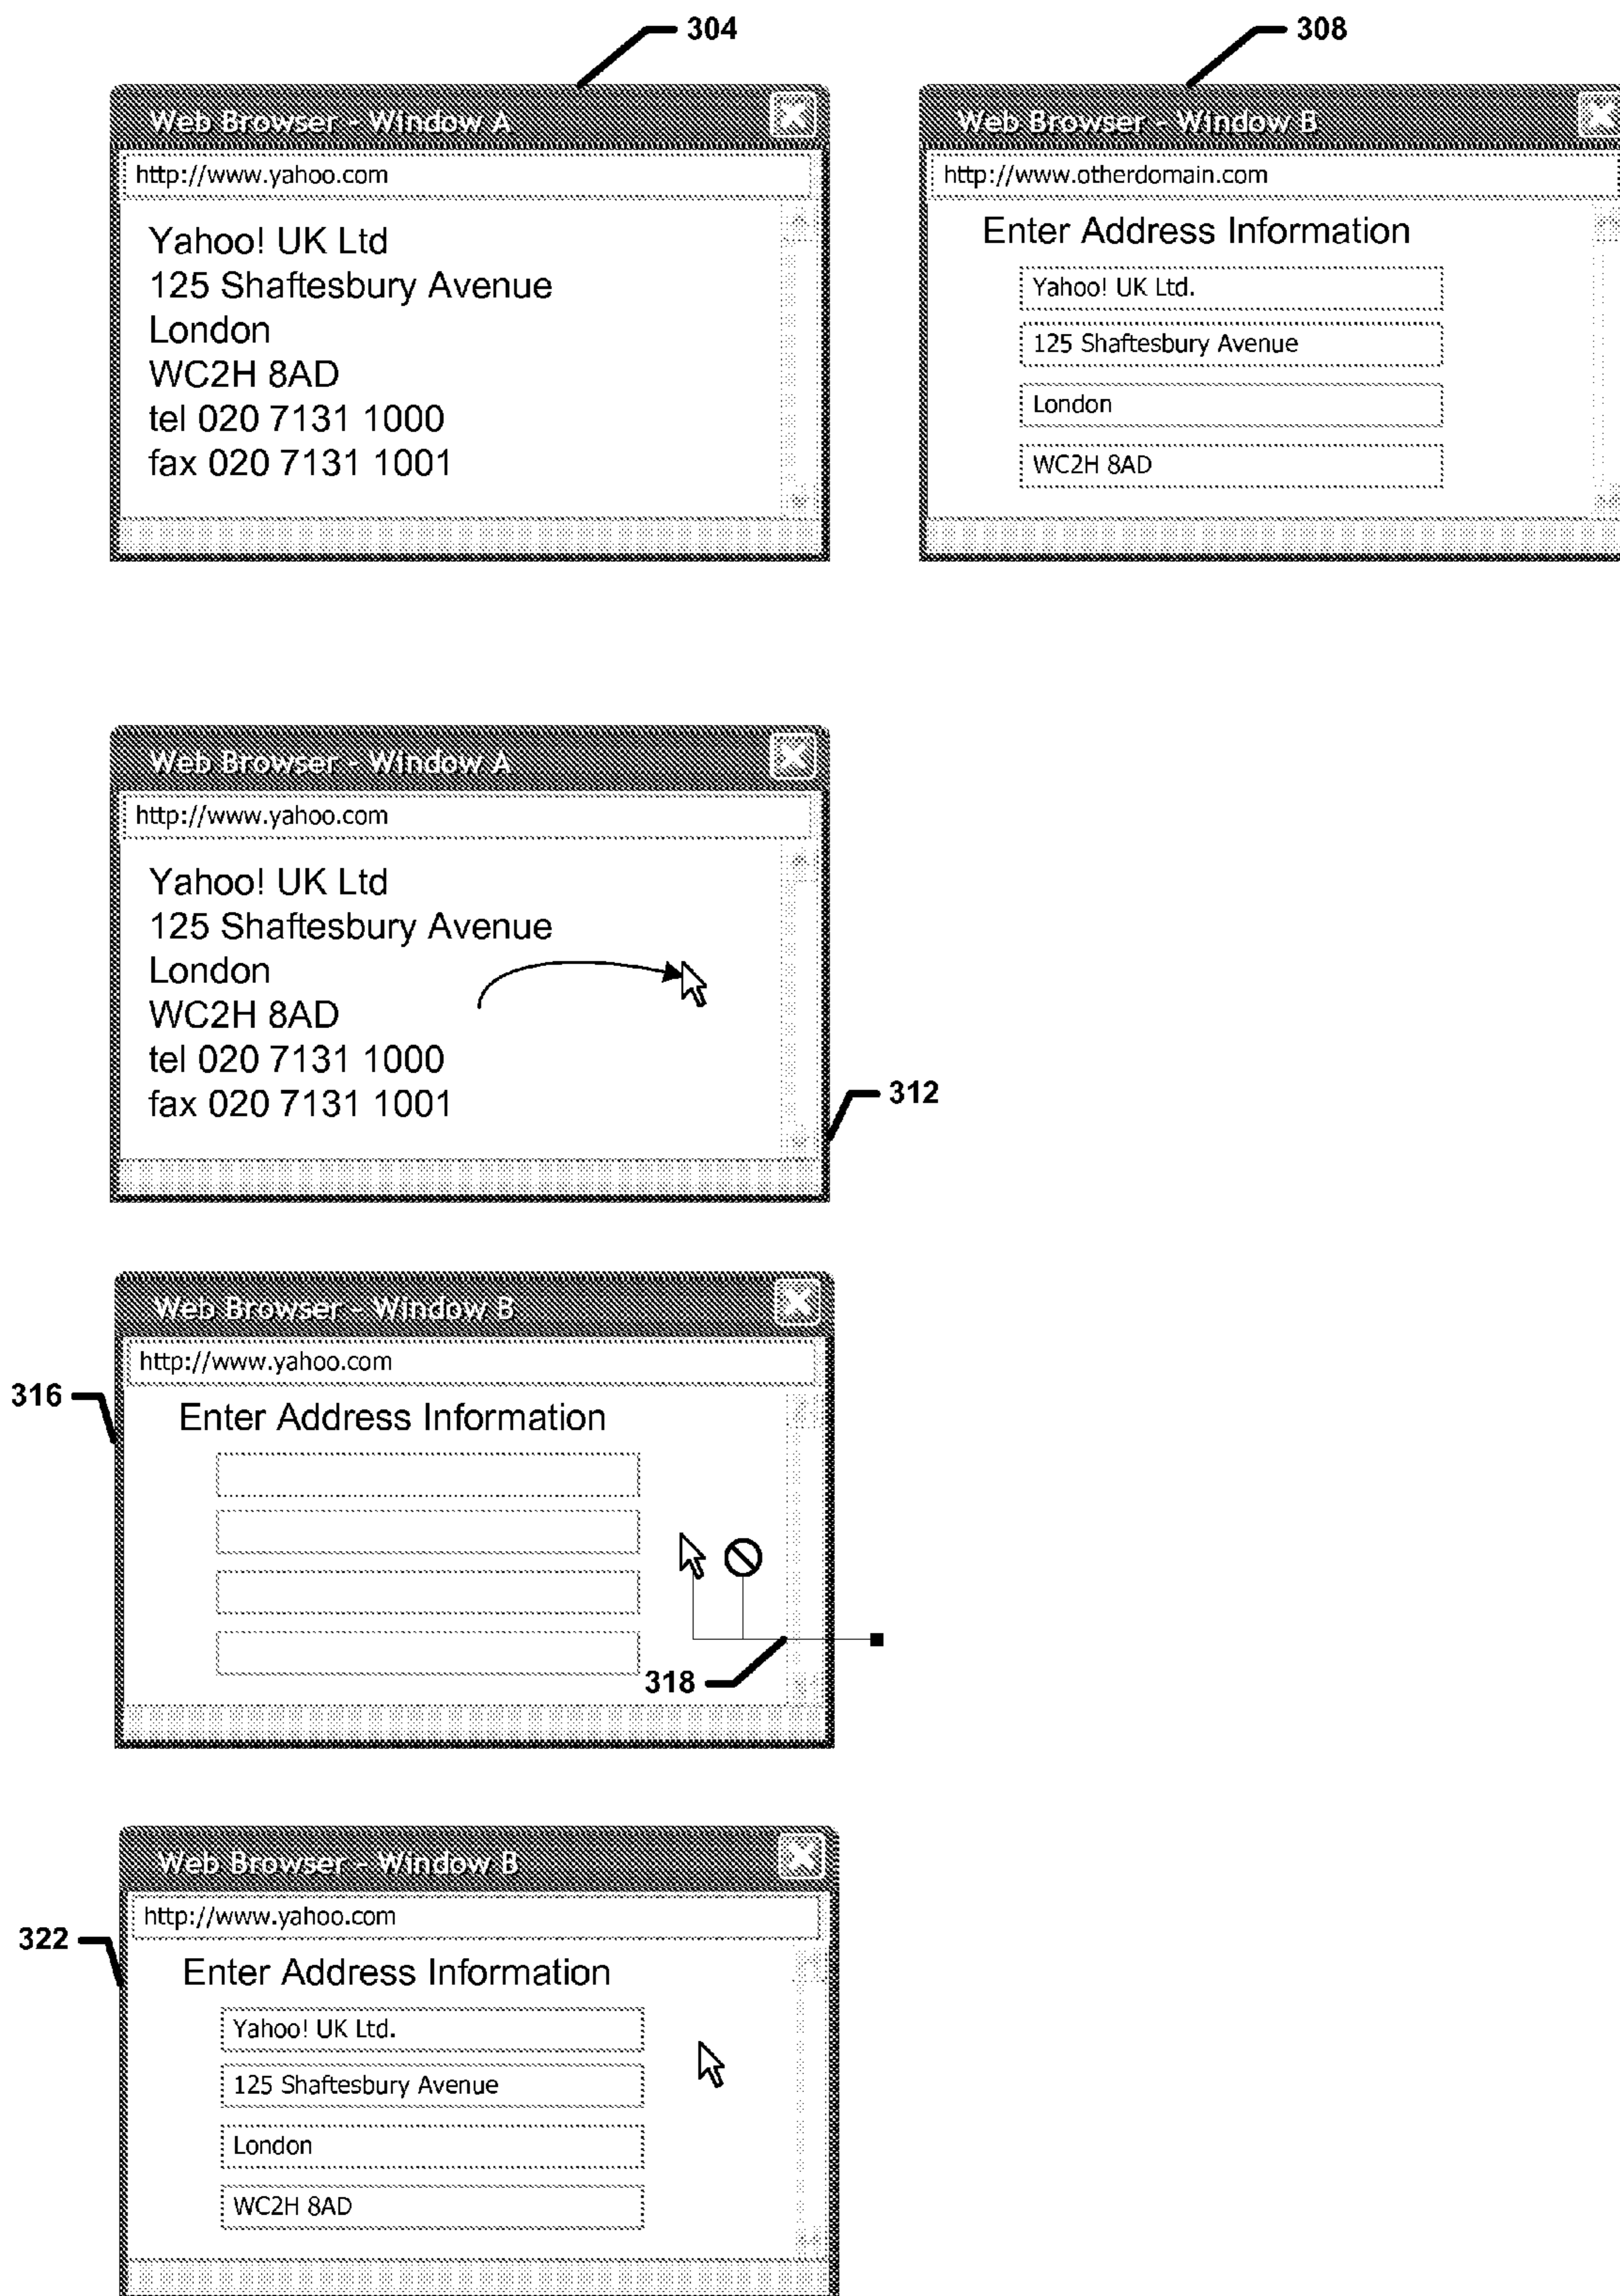 304
308
Web Browser - Window A
http://www.yahoo.com
Yahoo! UK Ltd
125 Shaftesbury Avenue
London
WC2H 8AD
tel 020 7131 1000
fax 020 7131 1001
Web Browser - Window B
http://www.otherdomain.com
Enter Address Information
Yahoo! UK Ltd.
125 Shaftesbury Avenue
London
WC2H 8AD
Web Browser - Window A
http://www.yahoo.com
Yahoo! UK Ltd
125 Shaftesbury Avenue
London
WC2H 8AD
tel 020 7131 1000
fax 020 7131 1001
312
Web Browser - Window B
http://www.yahoo.com
316
Enter Address Information
318
Web Browser - Window B
http://www.yahoo.com
322
Enter Address Information
Yahoo! UK Ltd.
125 Shaftesbury Avenue
London
WC2H 8AD